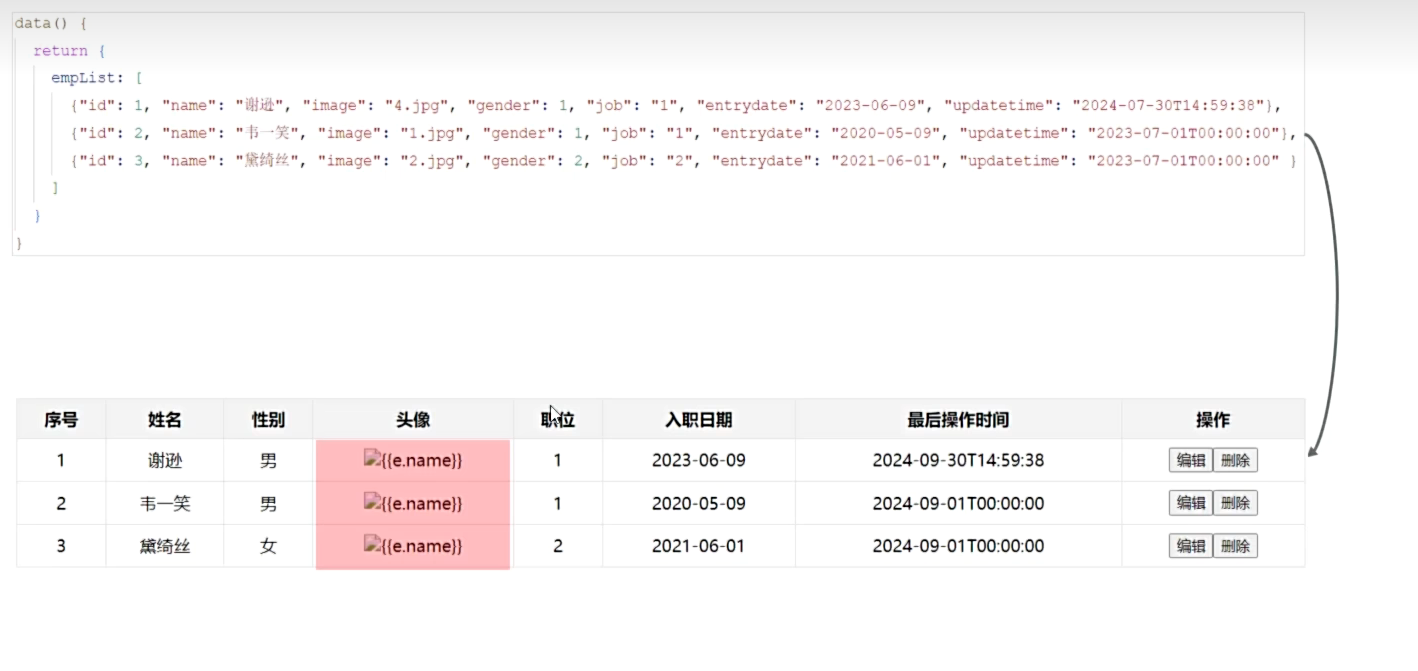 data() {
return {
empList: [
{"id": 1, "name": "谢逊", "image": "4.jpg", "gender": 1, "job": "1", "entrydate": "2023-06-09", "updatetime": "2024-07-30T14:59:38"},
{"id": 2, "name": "韦一笑", "image": "1.jpg", "gender": 1, "job": "1", "entrydate": "2020-05-09", "updatetime": "2023-07-01T00:00:00"},
{"id": 3, "name": "黛绮丝", "image": "2.jpg", "gender": 2, "job": "2", "entrydate": "2021-06-01", "updatetime": "2023-07-01T00:00:00" }
]
}
}
序号 姓名 性别 头像 职位 入职日期 最后操作时间 操作
1 谢逊 男 {{e.name}} 1 2023-06-09 2024-09-30T14:59:38 编辑 删除
2 韦一笑 男 {{e.name}} 1 2020-05-09 2024-09-01T00:00:00 编辑 删除
3 黛绮丝 女 {{e.name}} 2 2021-06-01 2024-09-01T00:00:00 编辑 删除